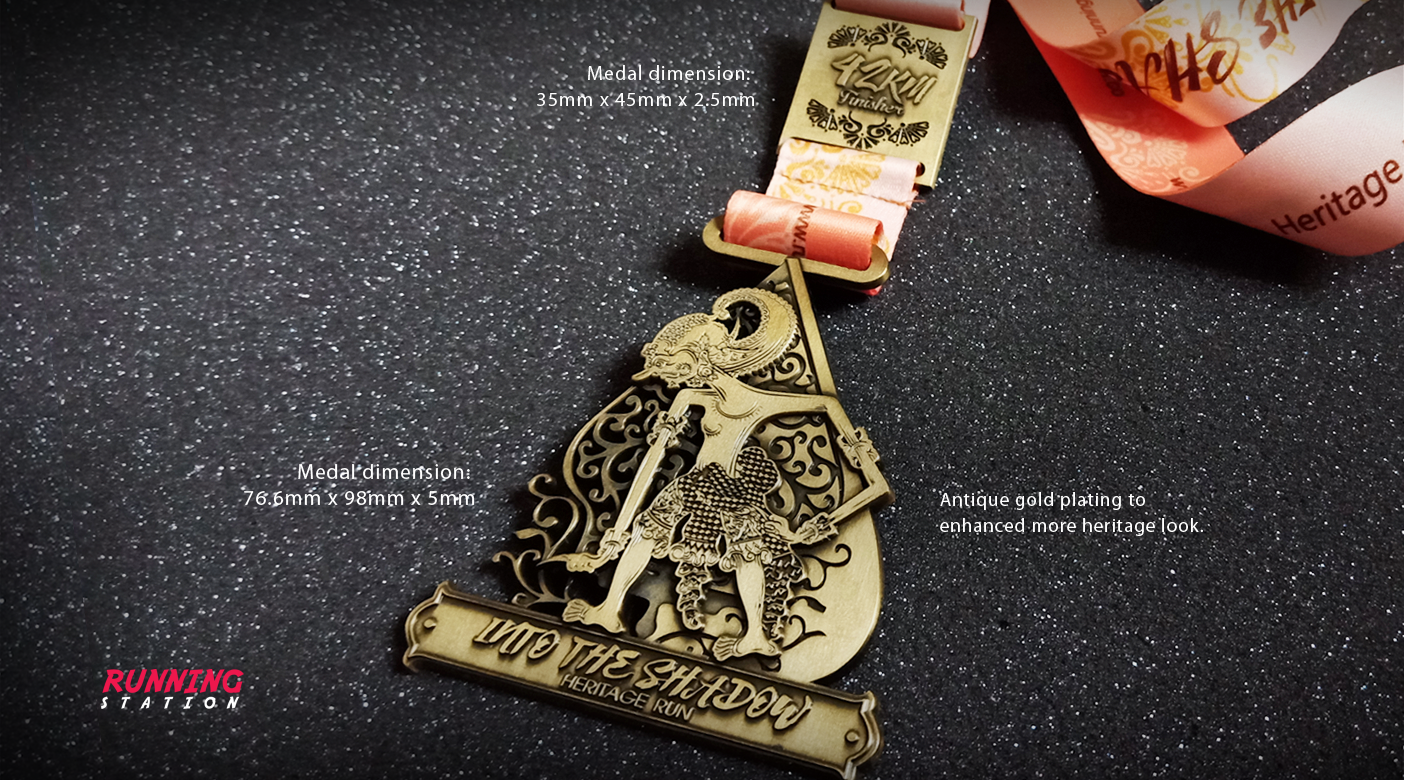 Medal dimension:
35mm x 45mm x 2.5mm
42KM
Finisher
Heritage
Medal dimension:
76.6mm x 98mm x 5mm
Antique gold plating to
enhanced more heritage look.
INTO THE SHADOW
HERITAGE RUN
RUNNING
STATION